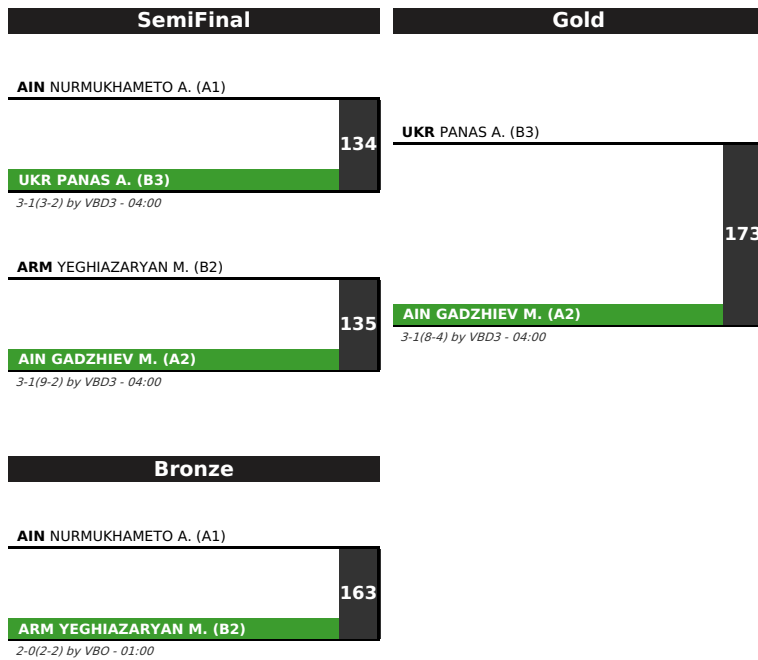 SemiFinal
AIN NURMUKHAMETO A. (A1)
134
UKR PANAS A. (B3)
3-1(3-2) by VBD3 - 04:00
ARM YEGHIAZARYAN M. (B2)
135
AIN GADZHIEV M. (A2)
3-1(9-2) by VBD3 - 04:00
Gold
UKR PANAS A. (B3)
173
AIN GADZHIEV M. (A2)
3-1(8-4) by VBD3 - 04:00
Bronze
AIN NURMUKHAMETO A. (A1)
163
ARM YEGHIAZARYAN M. (B2)
2-0(2-2) by VBO - 01:00